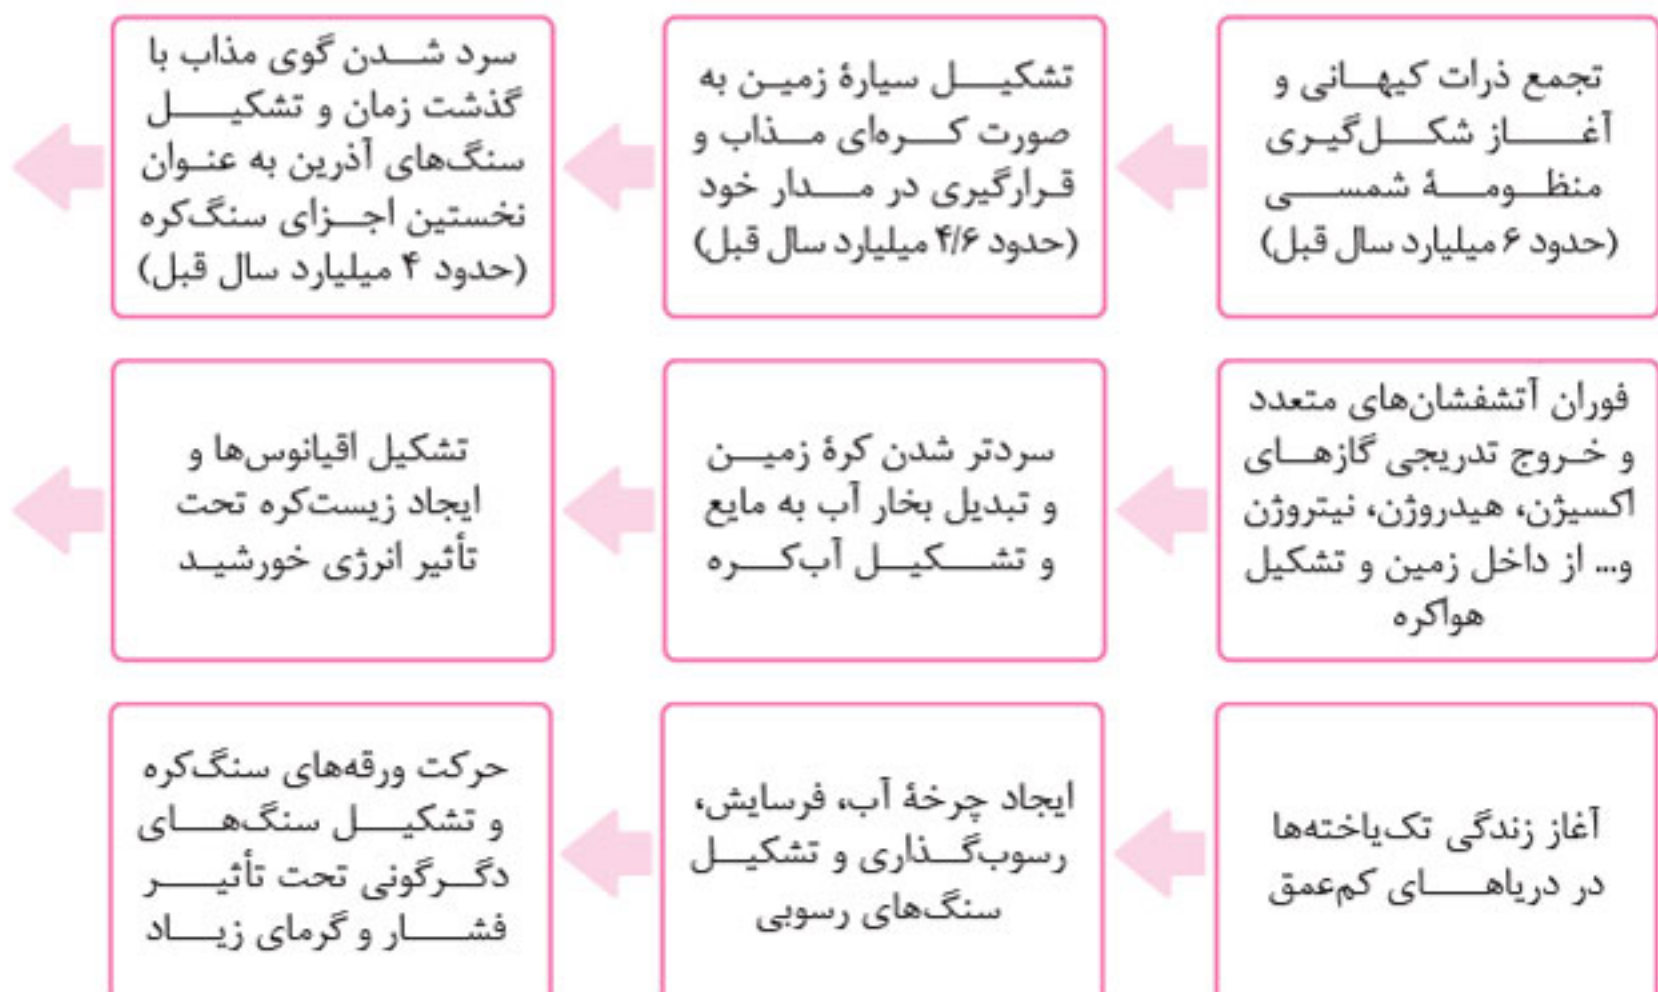 تجمع ذرات کیهانی و
آغاز شکل‌گیری
منظومهٔ شمسی
(حدود ۶ میلیارد سال قبل)
تشکیل سیارهٔ زمین به
صورت کره‌ای مذاب و
قرارگیری در مدار خود
(حدود ۴/۶ میلیارد سال قبل)
سرد شدن گوی مذاب با
گذشت زمان و تشکیل
سنگ‌های آذرین به عنوان
نخستین اجزای سنگ‌کره
(حدود ۴ میلیارد سال قبل)
فوران آتشفشان‌های متعدد
و خروج تدریجی گازهای
اکسیژن، هیدروژن، نیتروژن
و... از داخل زمین و تشکیل
هواکره
سردتر شدن کرهٔ زمین
و تبدیل بخار آب به مایع
و تشکیل آب‌کره
تشکیل اقیانوس‌ها و
ایجاد زیست‌کره تحت
تأثیر انرژی خورشید
آغاز زندگی تک‌یاخته‌ها
در دریاهای کم‌عمق
ایجاد چرخهٔ آب، فرسایش،
رسوب‌گذاری و تشکیل
سنگ‌های رسوبی
حرکت ورقه‌های سنگ‌کره
و تشکیل سنگ‌های
دگرگونی تحت تأثیر
فشار و گرمای زیاد